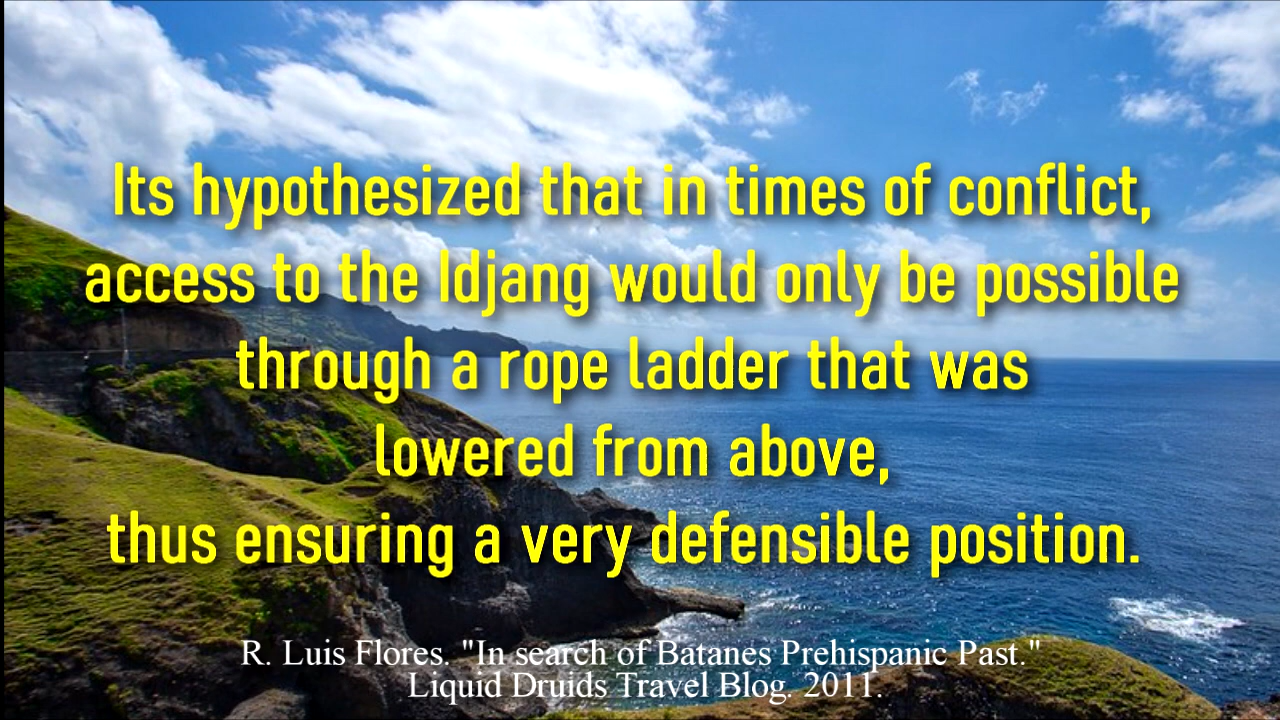 Its hypothesized that in times of conflict,
access to the Idjang would only be possible
through a rope ladder that was
lowered from above,
thus ensuring a very defensible position.
R. Luis Flores. "In search of Batanes Prehispanic Past."
Liquid Druids Travel Blog. 2011.